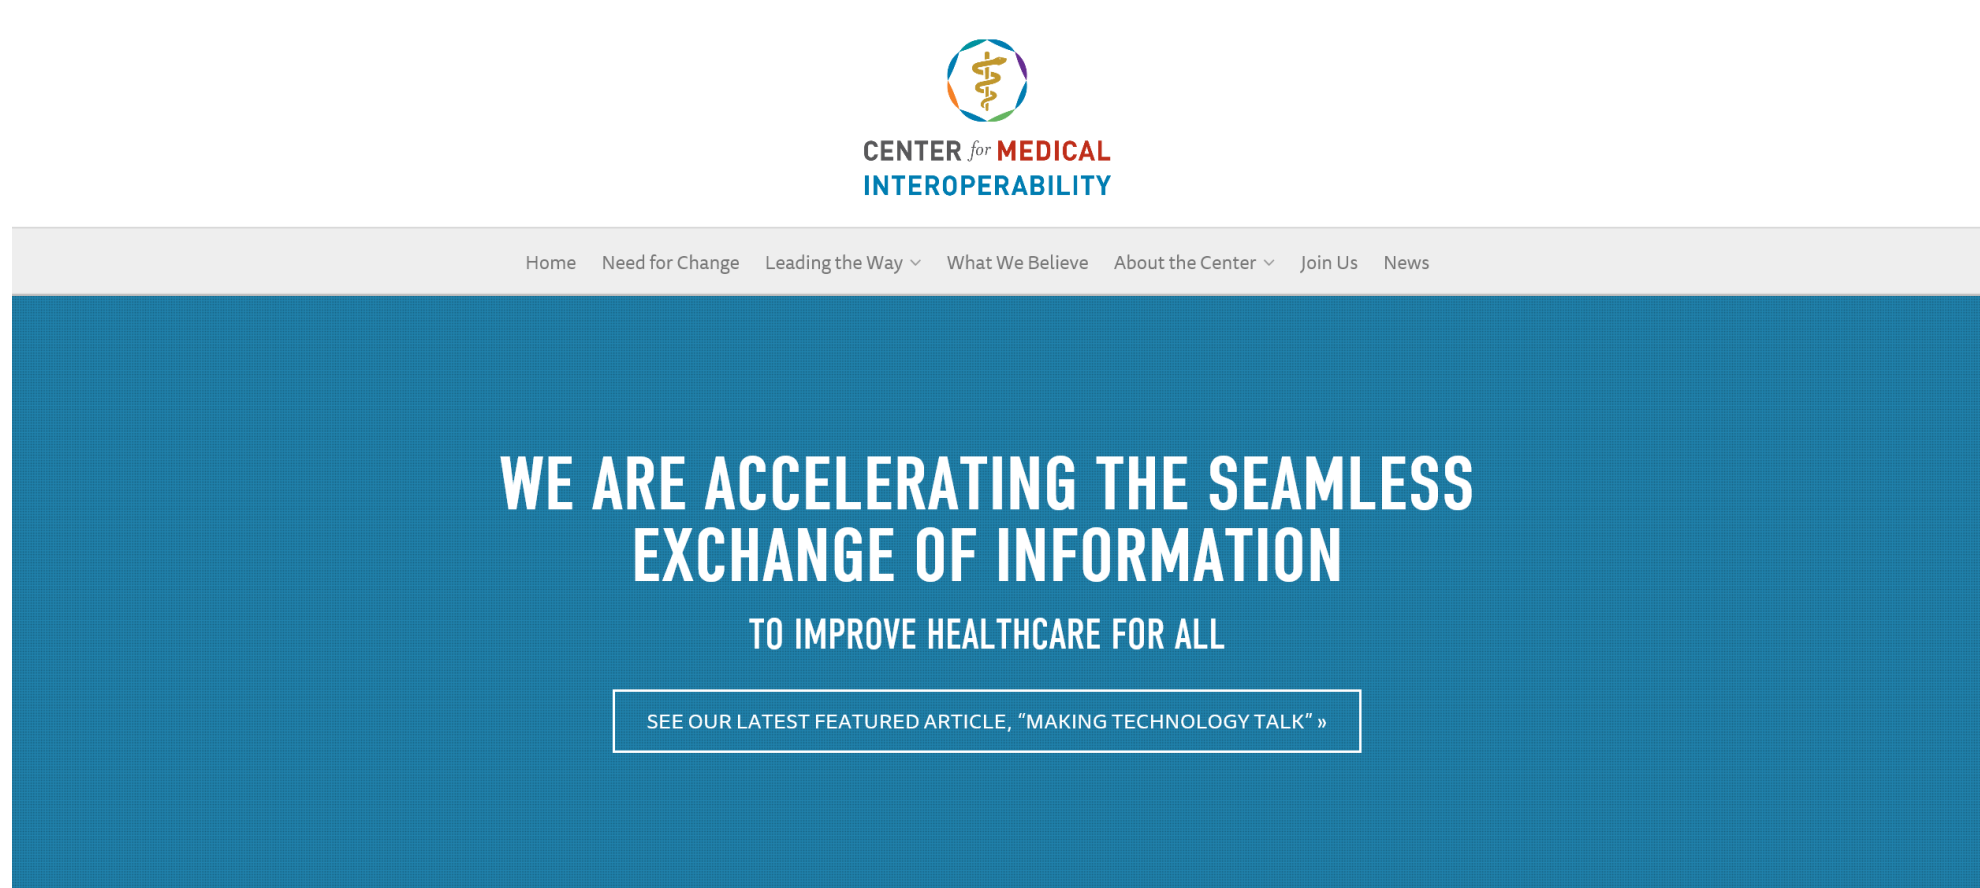 CENTER for MEDICAL
INTEROPERABILITY
Home Need for Change Leading the Way What We Believe About the Center Join Us News
WE ARE ACCELERATING THE SEAMLESS
EXCHANGE OF INFORMATION
TO IMPROVE HEALTHCARE FOR ALL
SEE OUR LATEST FEATURED ARTICLE, “MAKING TECHNOLOGY TALK” »